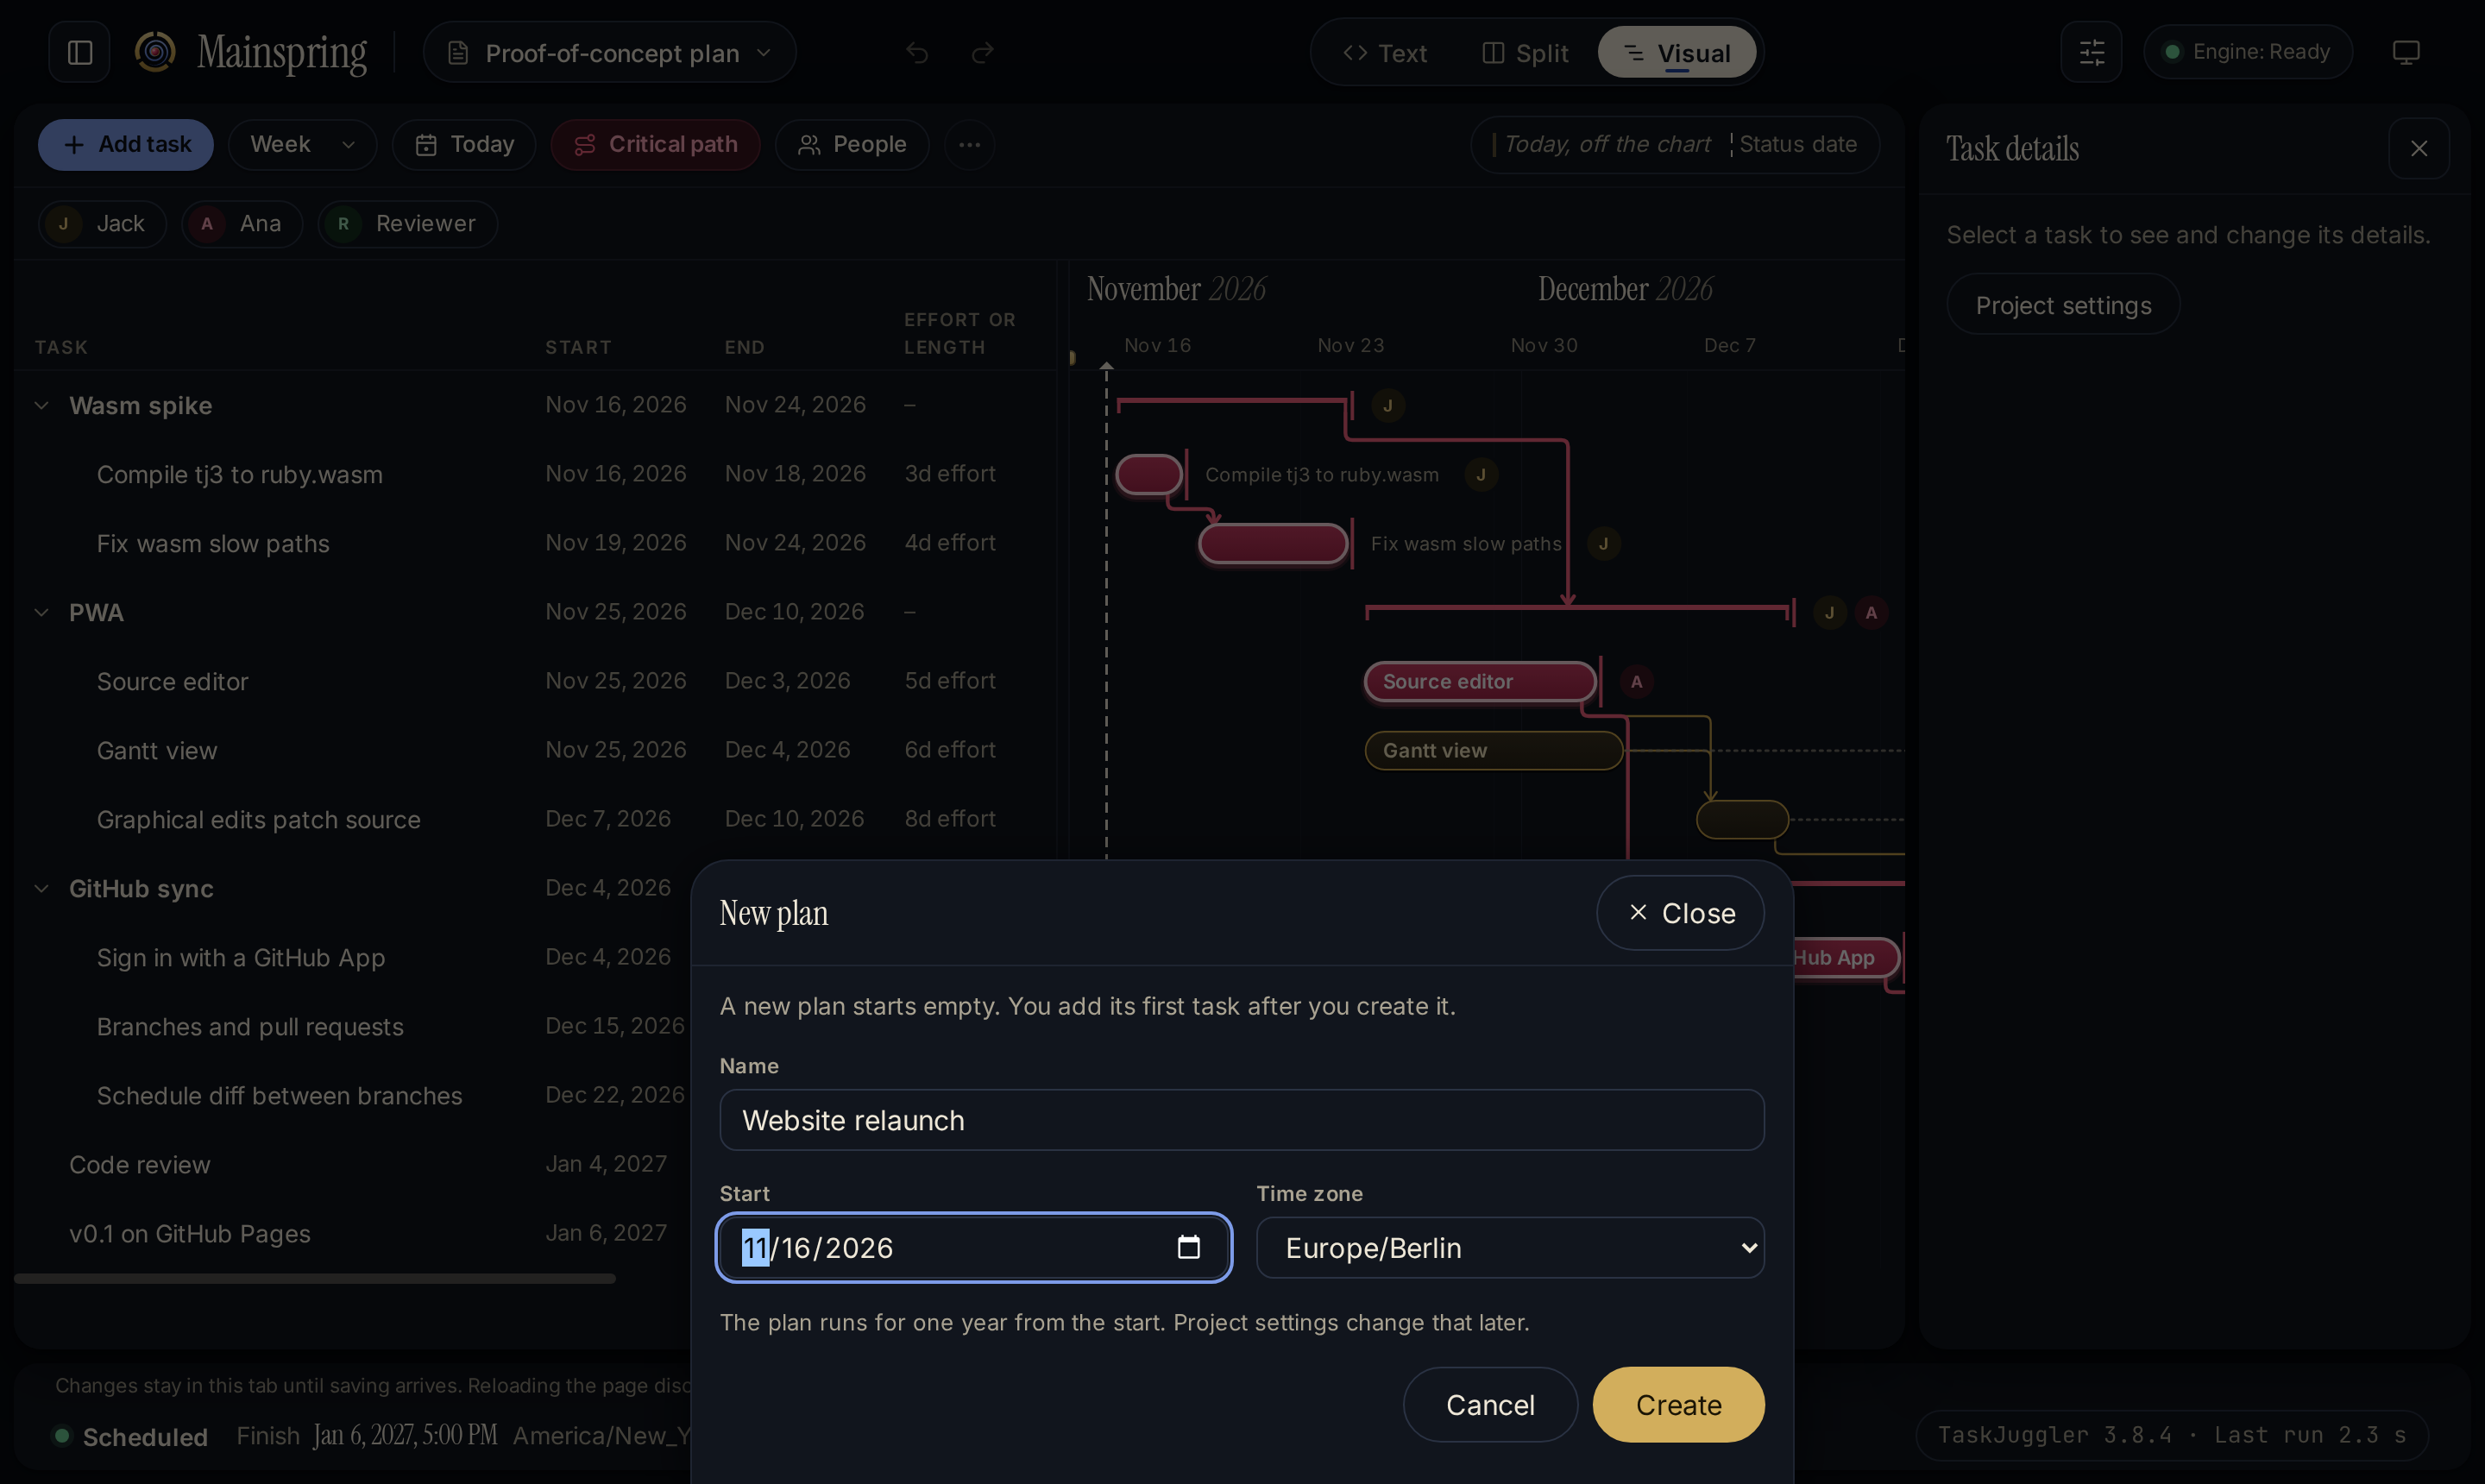 Mainspring
Proof-of-concept plan
Text
Split
Visual
Engine: Ready
Add task
Week
Today
Critical path
People
Today, off the chart
Status date
J Jack
A Ana
R Reviewer
Task details
Select a task to see and change its details.
Project settings
November 2026
December 2026
TASK
START
END
EFFORT OR LENGTH
Nov 16
Nov 23
Nov 30
Dec 7
Wasm spike Nov 16, 2026 Nov 24, 2026 – J
Compile tj3 to ruby.wasm Nov 16, 2026 Nov 18, 2026 3d effort Compile tj3 to ruby.wasm J
Fix wasm slow paths Nov 19, 2026 Nov 24, 2026 4d effort Fix wasm slow paths J
PWA Nov 25, 2026 Dec 10, 2026 – J A
Source editor Nov 25, 2026 Dec 3, 2026 5d effort Source editor A
Gantt view Nov 25, 2026 Dec 4, 2026 6d effort Gantt view
Graphical edits patch source Dec 7, 2026 Dec 10, 2026 8d effort
GitHub sync Dec 4, 2026
Sign in with a GitHub App Dec 4, 2026 Hub App
Branches and pull requests Dec 15, 2026
Schedule diff between branches Dec 22, 2026
Code review Jan 4, 2027
v0.1 on GitHub Pages Jan 6, 2027
New plan
Close
A new plan starts empty. You add its first task after you create it.
Name
Website relaunch
Start
Time zone
11/16/2026
Europe/Berlin
The plan runs for one year from the start. Project settings change that later.
Cancel
Create
Changes stay in this tab until saving arrives. Reloading the page
Scheduled Finish Jan 6, 2027, 5:00 PM
TaskJuggler 3.8.4 · Last run 2.3 s